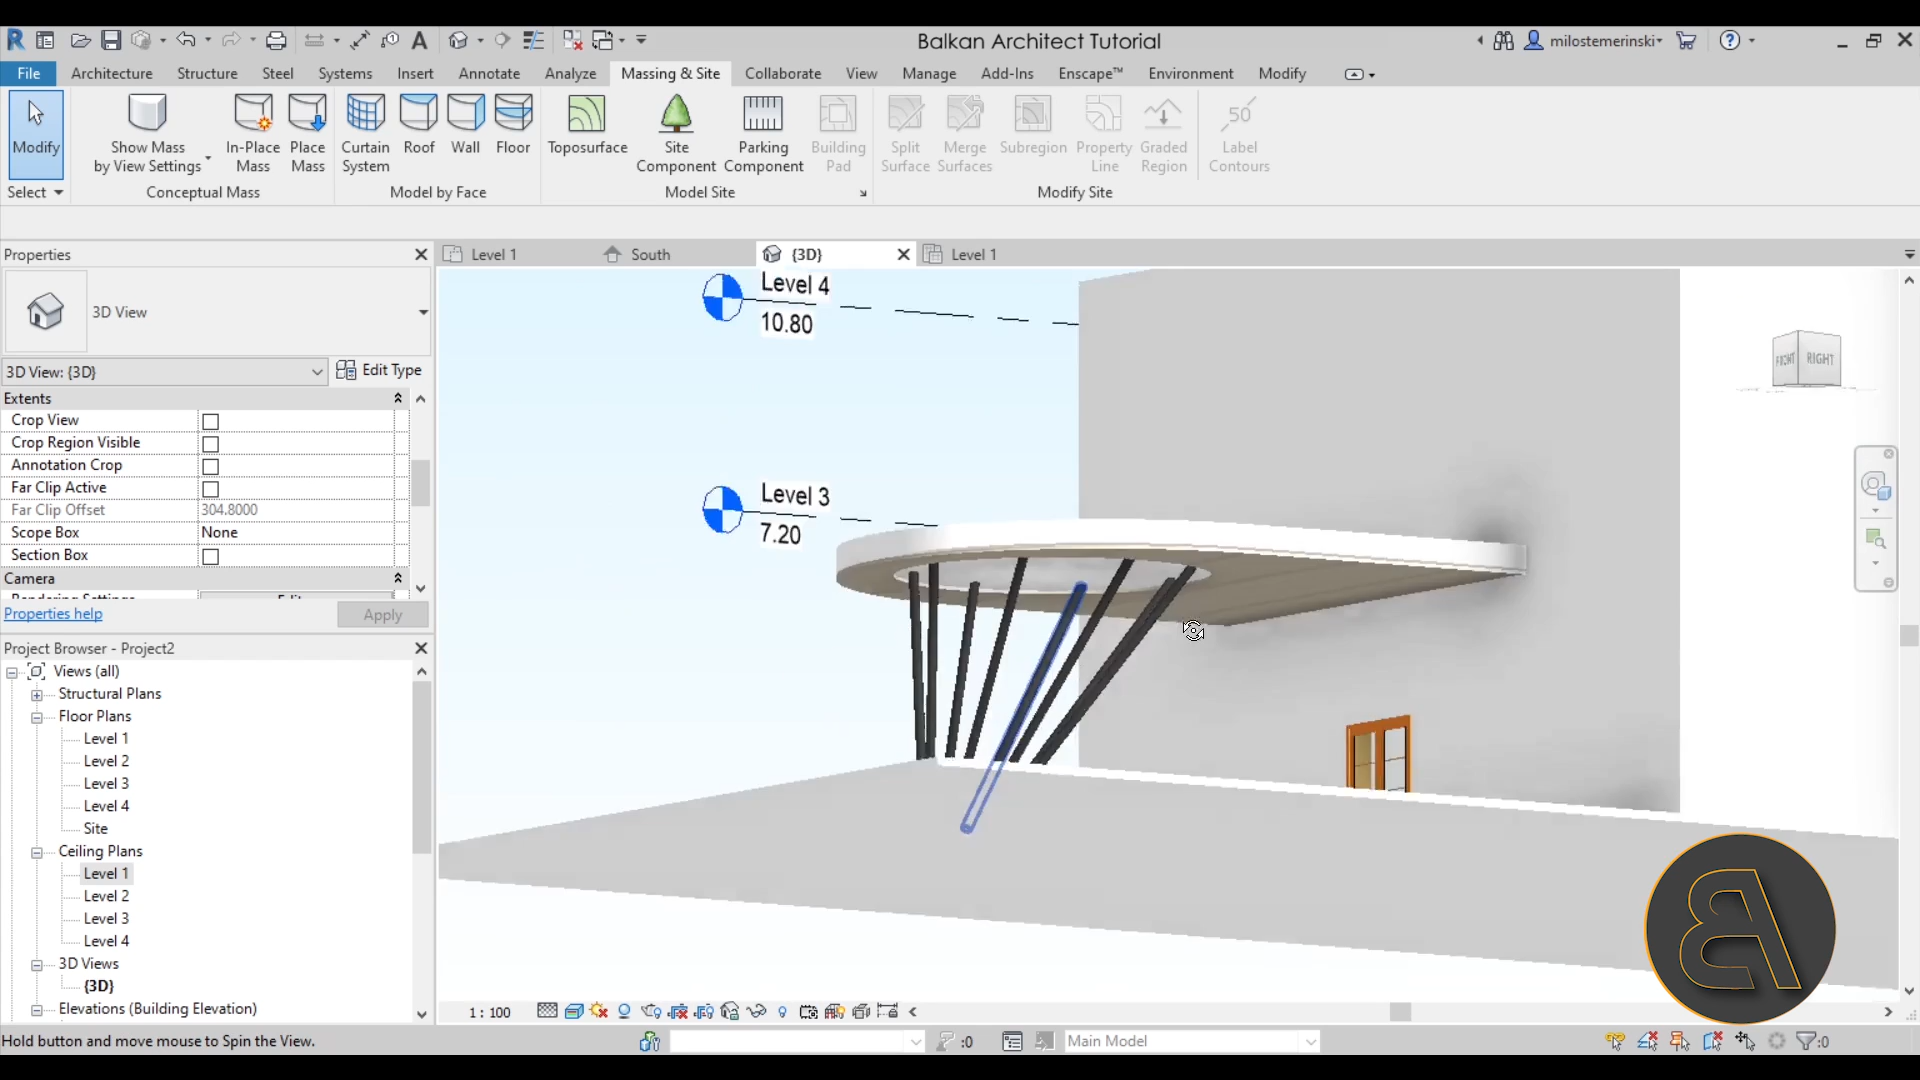 Balkan Architect Tutorial
milostemerinski
File Architecture Structure Steel Systems Insert Annotate Analyze Massing & Site Collaborate View Manage Add-Ins Enscape™ Environment Modify
Modify
Show Mass
by View Settings
In-Place
Mass
Place
Mass
Curtain
System
Roof
Wall
Floor
Toposurface
Site
Component
Parking
Component
Building
Pad
Split
Surface
Merge
Surfaces
Subregion
Property
Line
Graded
Region
50
Label
Contours
Select
Conceptual Mass
Model by Face
Model Site
Modify Site
Properties
Level 1
South
{3D}
Level 1
3D View
3D View: {3D}
Edit Type
Extents
Crop View
Crop Region Visible
Annotation Crop
Far Clip Active
Far Clip Offset 304.8000
Scope Box None
Section Box
Camera
Rendering Settings Edit...
Properties help
Apply
Level 4
10.80
Level 3
7.20
FRONT
RIGHT
Project Browser - Project2
Views (all)
Structural Plans
Floor Plans
Level 1
Level 2
Level 3
Level 4
Site
Ceiling Plans
Level 1
Level 2
Level 3
Level 4
3D Views
{3D}
Elevations (Building Elevation)
1 : 100
Hold button and move mouse to Spin the View.
:0
Main Model
:0